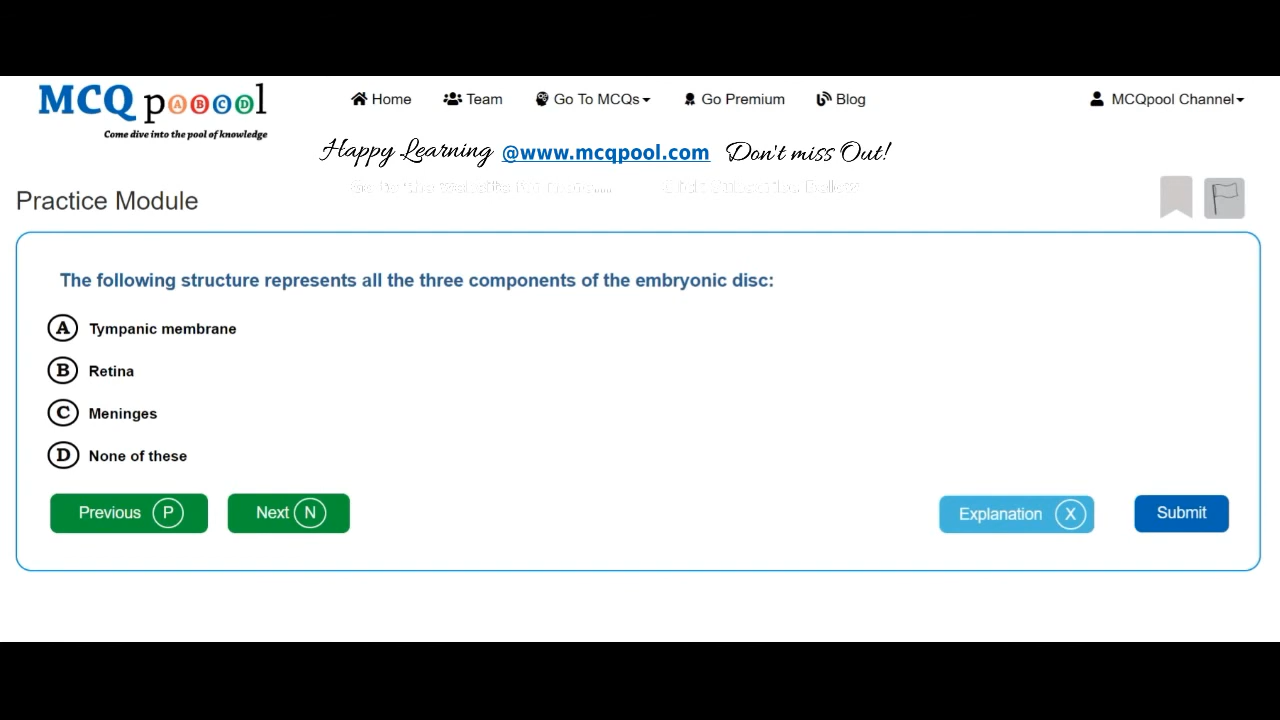 MCQ pooool
Come dive into the pool of knowledge
Home Team Go To MCQs Go Premium Blog MCQpool Channel
Happy Learning @www.mcqpool.com Don't miss Out!
Practice Module
The following structure represents all the three components of the embryonic disc:
A Tympanic membrane
B Retina
C Meninges
D None of these
Previous P Next N Explanation X Submit